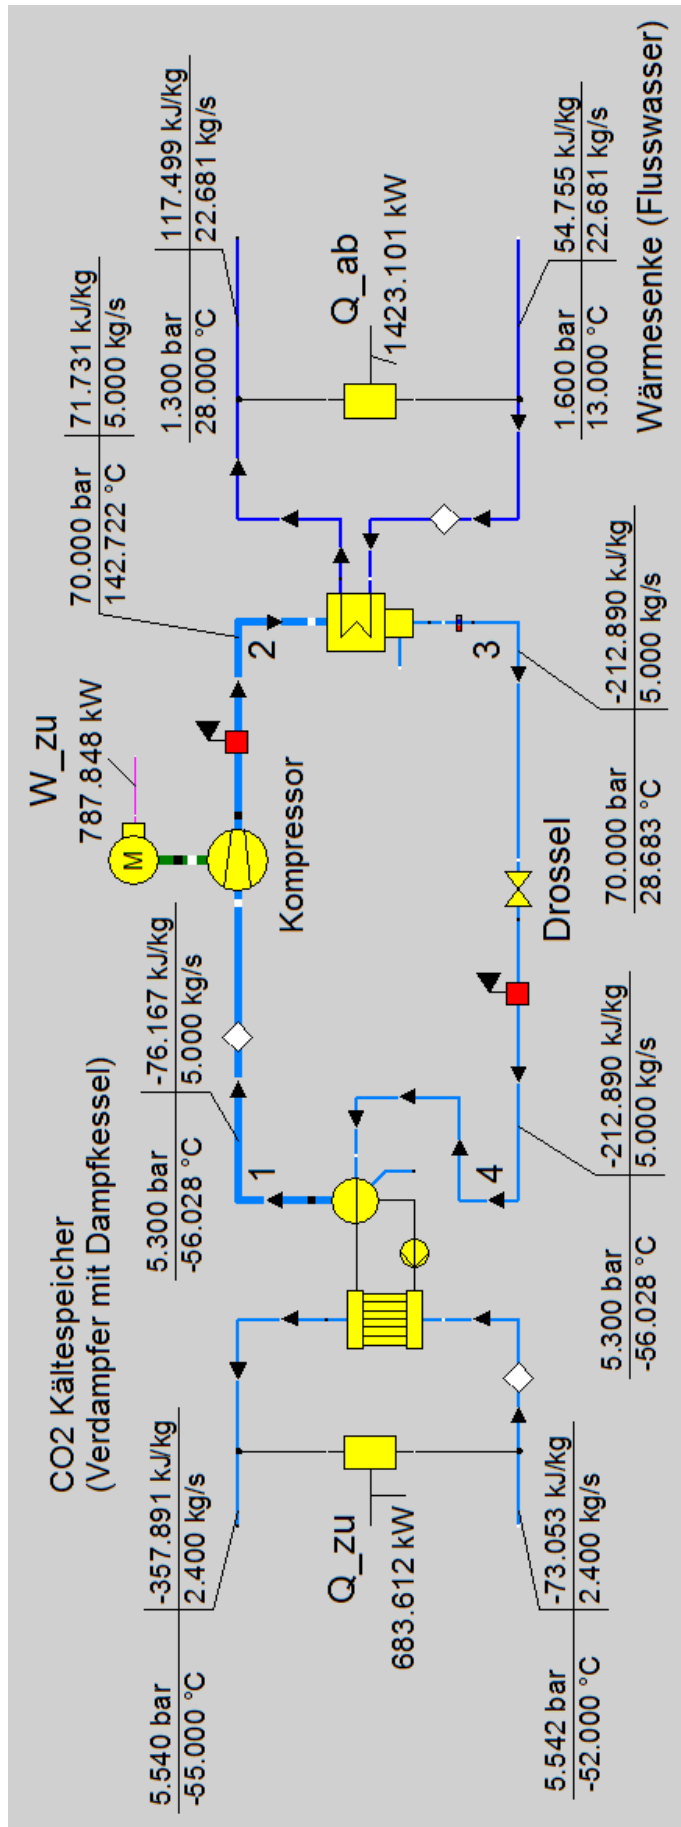 CO2 Kältespeicher
(Verdampfer mit Dampfkessel)
W_zu
787.848 kW
M
Kompressor
70.000 bar
71.731 kJ/kg
142.722 °C
5.000 kg/s
1.300 bar
117.499 kJ/kg
28.000 °C
22.681 kg/s
5.540 bar
-357.891 kJ/kg
-55.000 °C
2.400 kg/s
5.300 bar
-76.167 kJ/kg
-56.028 °C
5.000 kg/s
1
2
Q_zu
683.612 kW
Q_ab
1423.101 kW
4
3
Drossel
5.542 bar
-73.053 kJ/kg
-52.000 °C
2.400 kg/s
5.300 bar
-212.890 kJ/kg
-56.028 °C
5.000 kg/s
70.000 bar
-212.890 kJ/kg
28.683 °C
5.000 kg/s
1.600 bar
54.755 kJ/kg
13.000 °C
22.681 kg/s
Wärmesenke (Flusswasser)